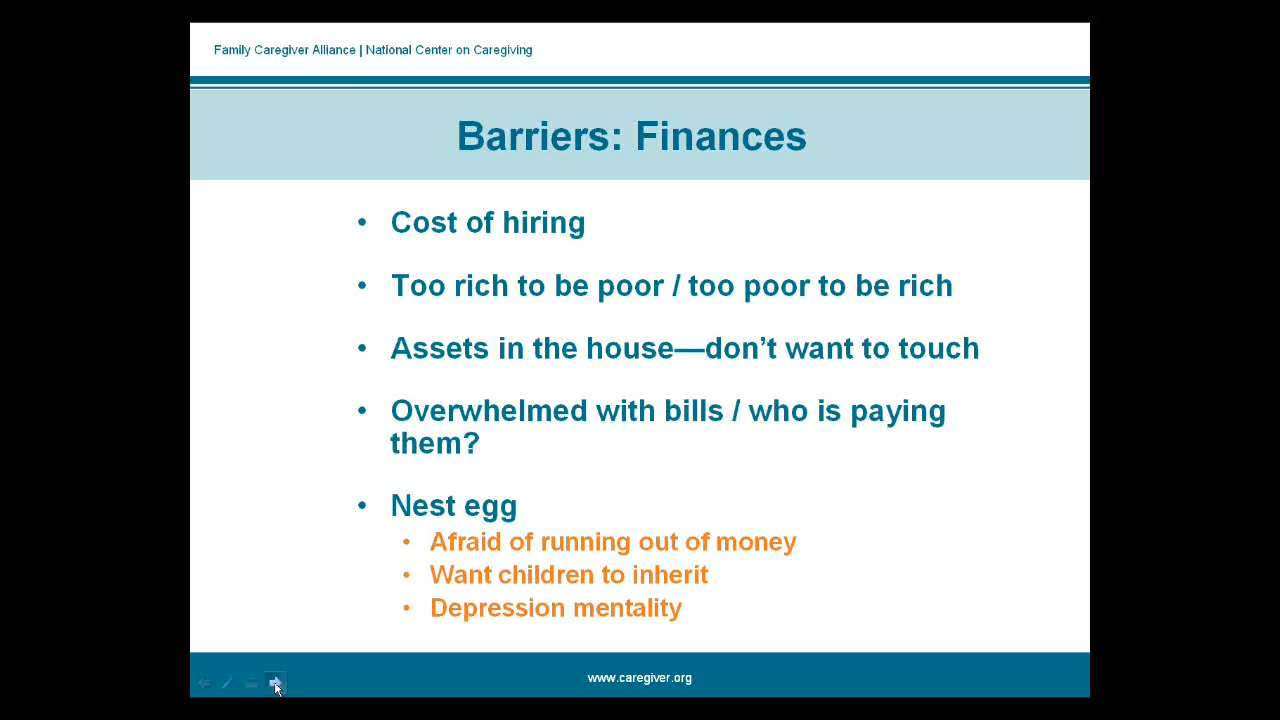 Family Caregiver Alliance | National Center on Caregiving
Barriers: Finances
• Cost of hiring
• Too rich to be poor / too poor to be rich
• Assets in the house—don’t want to touch
• Overwhelmed with bills / who is paying
them?
• Nest egg
• Afraid of running out of money
• Want children to inherit
• Depression mentality
www.caregiver.org